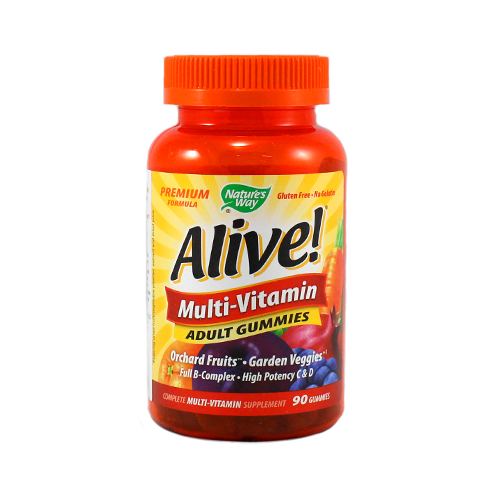 PREMIUM
FORMULA
Nature's
Way®
Gluten Free • No Gelatin
Alive!®
Multi-Vitamin
ADULT GUMMIES
Orchard Fruits™ • Garden Veggies™
Full B-Complex • High Potency C & D
COMPLETE MULTI-VITAMIN SUPPLEMENT 90 GUMMIES